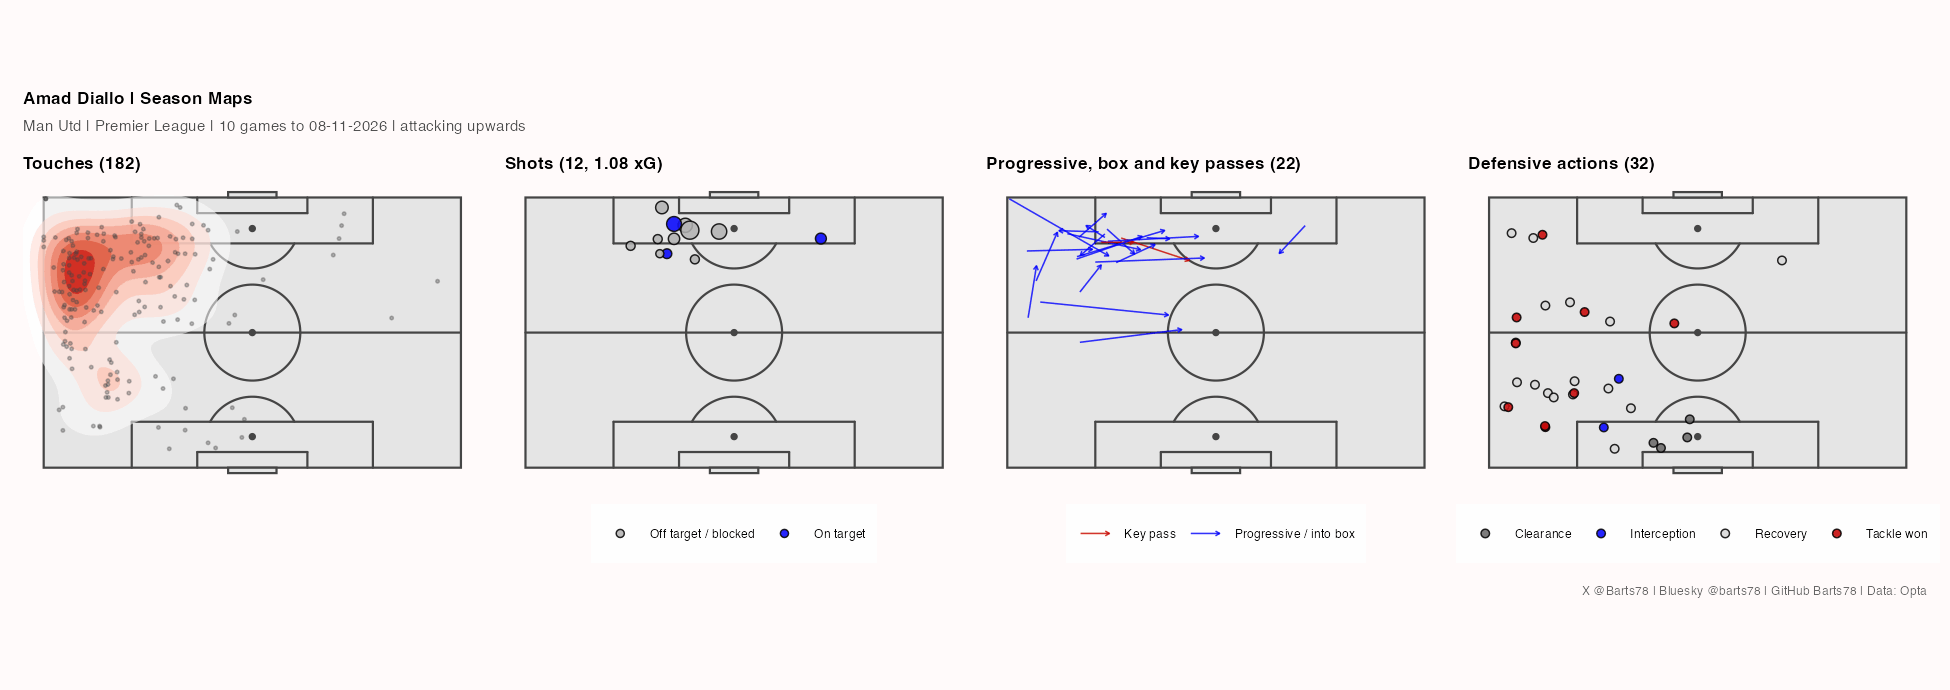 Amad Diallo | Season Maps
Man Utd | Premier League | 10 games to 08-11-2026 | attacking upwards
Touches (182)
Shots (12, 1.08 xG)
Progressive, box and key passes (22)
Defensive actions (32)
Off target / blocked
On target
Key pass
Progressive / into box
Clearance
Interception
Recovery
Tackle won
X @Barts78 | Bluesky @barts78 | GitHub Barts78 | Data: Opta